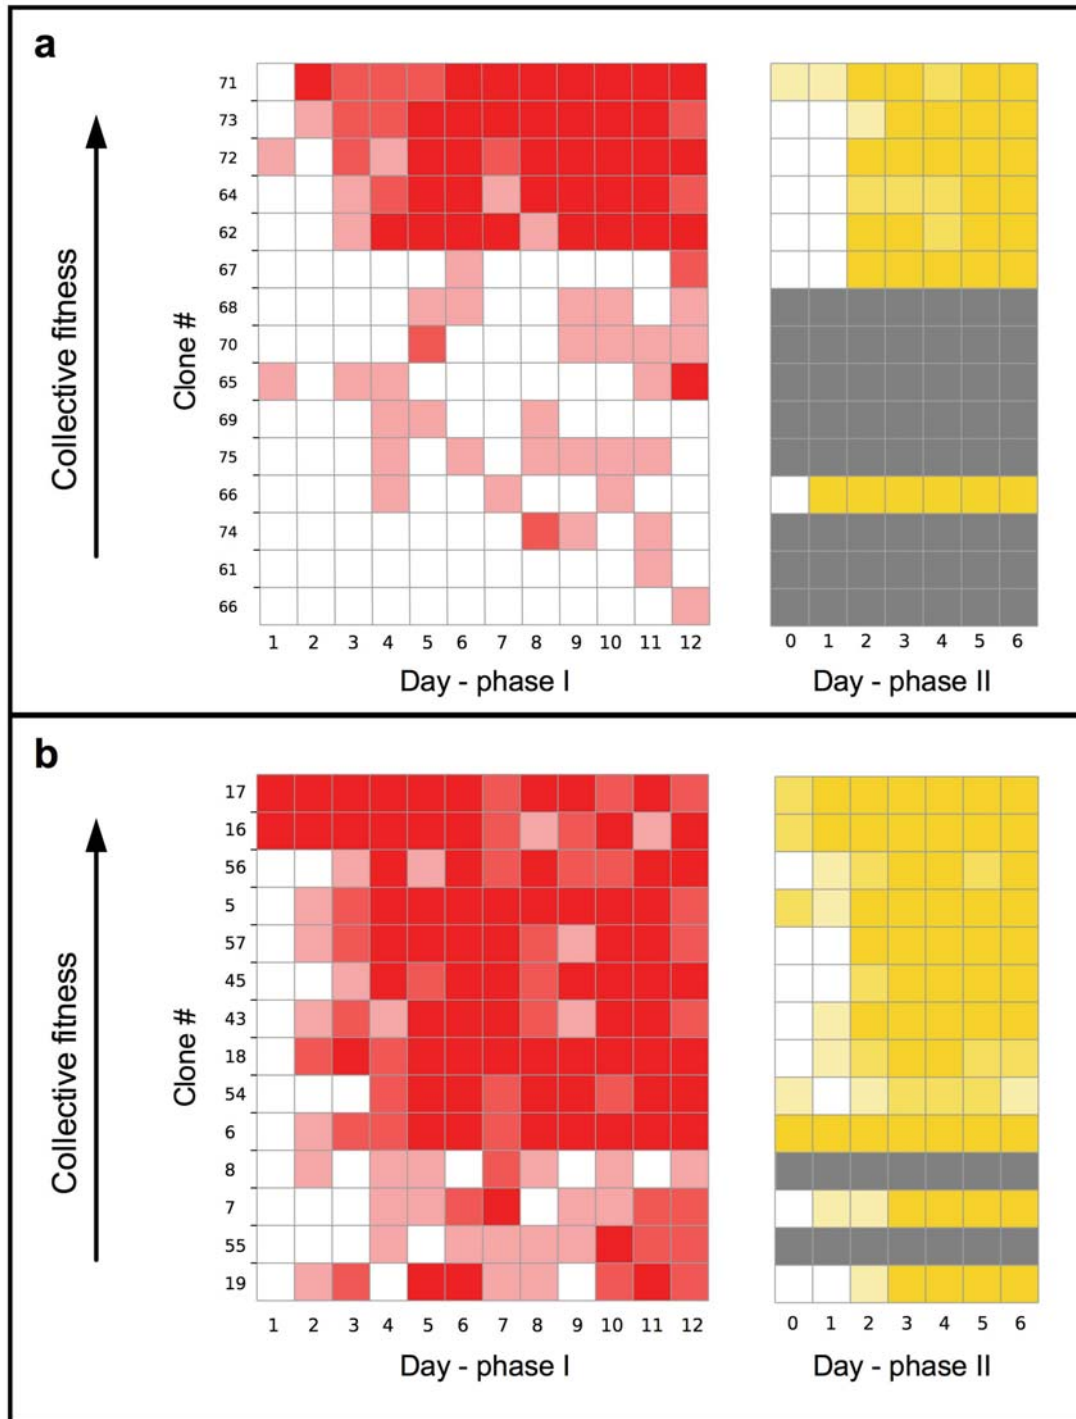 a
Collective fitness
Clone #
71
73
72
64
62
67
68
70
65
69
75
66
74
61
66
1 2 3 4 5 6 7 8 9 10 11 12
0 1 2 3 4 5 6
Day - phase I
Day - phase II
b
Collective fitness
Clone #
17
16
56
5
57
45
43
18
54
6
8
7
55
19
1 2 3 4 5 6 7 8 9 10 11 12
0 1 2 3 4 5 6
Day - phase I
Day - phase II